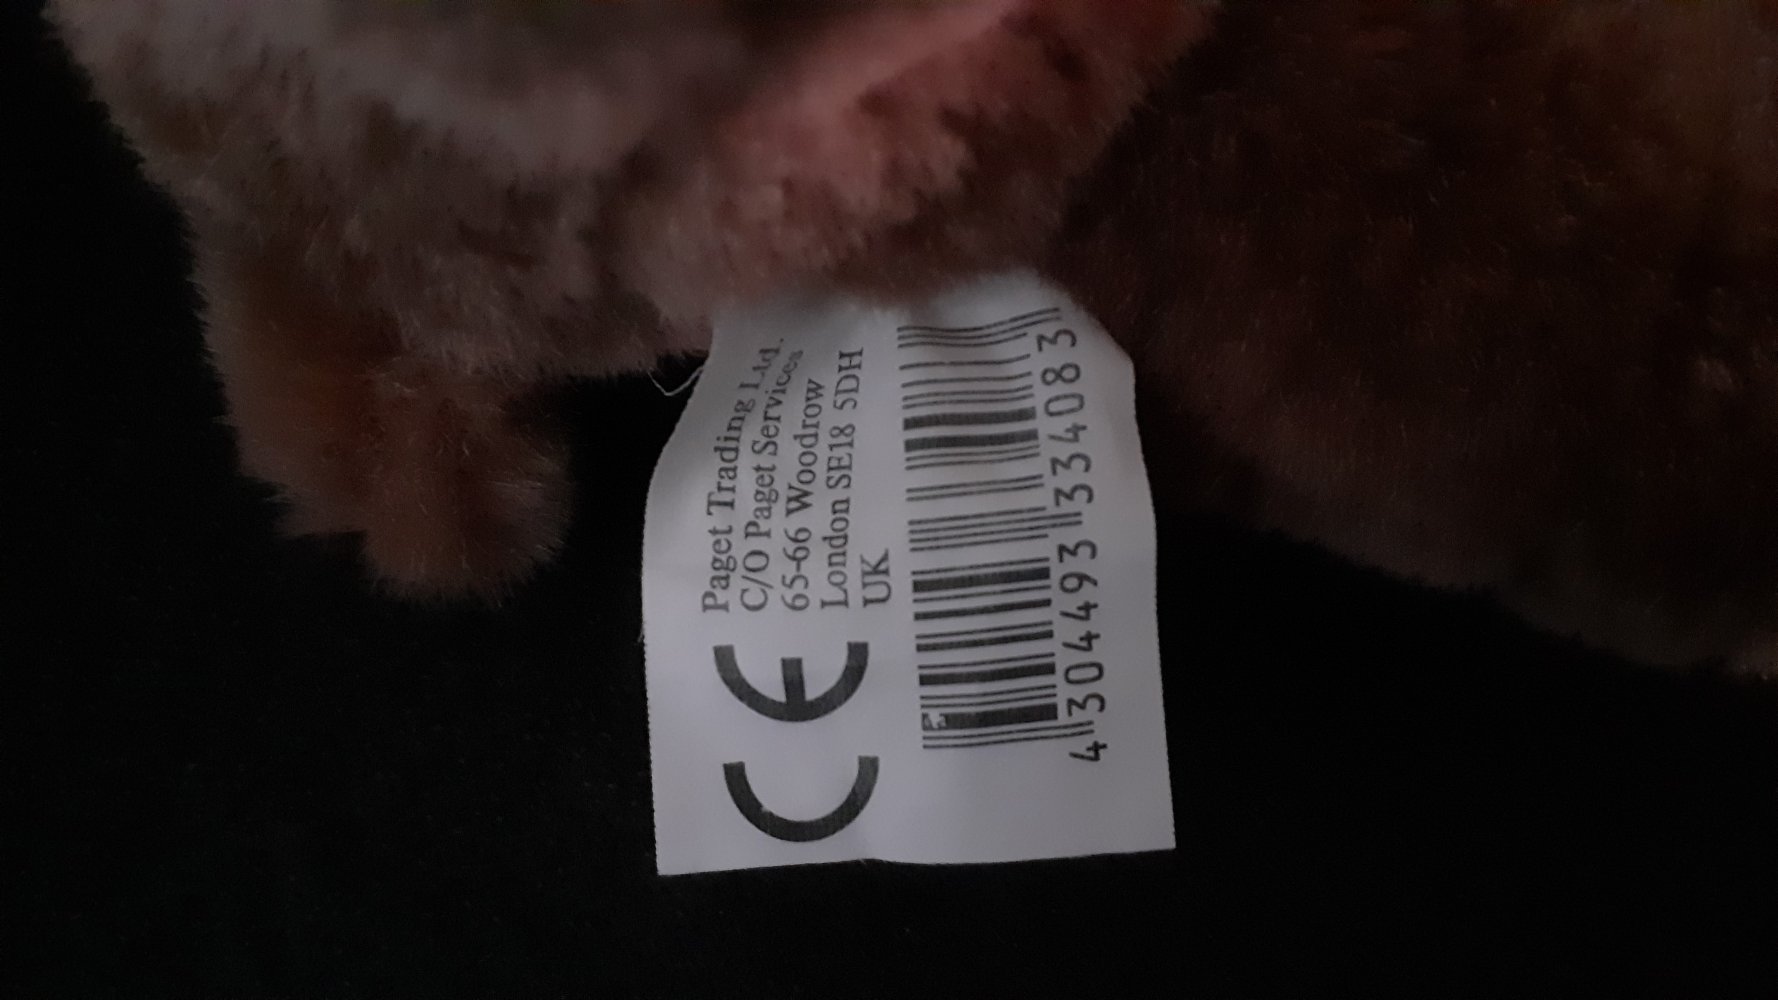 Paget Trading Ltd.
C/O Paget Services
65-66 Woodrow
London SE18 5DH
UK
CE
4 304493 334083